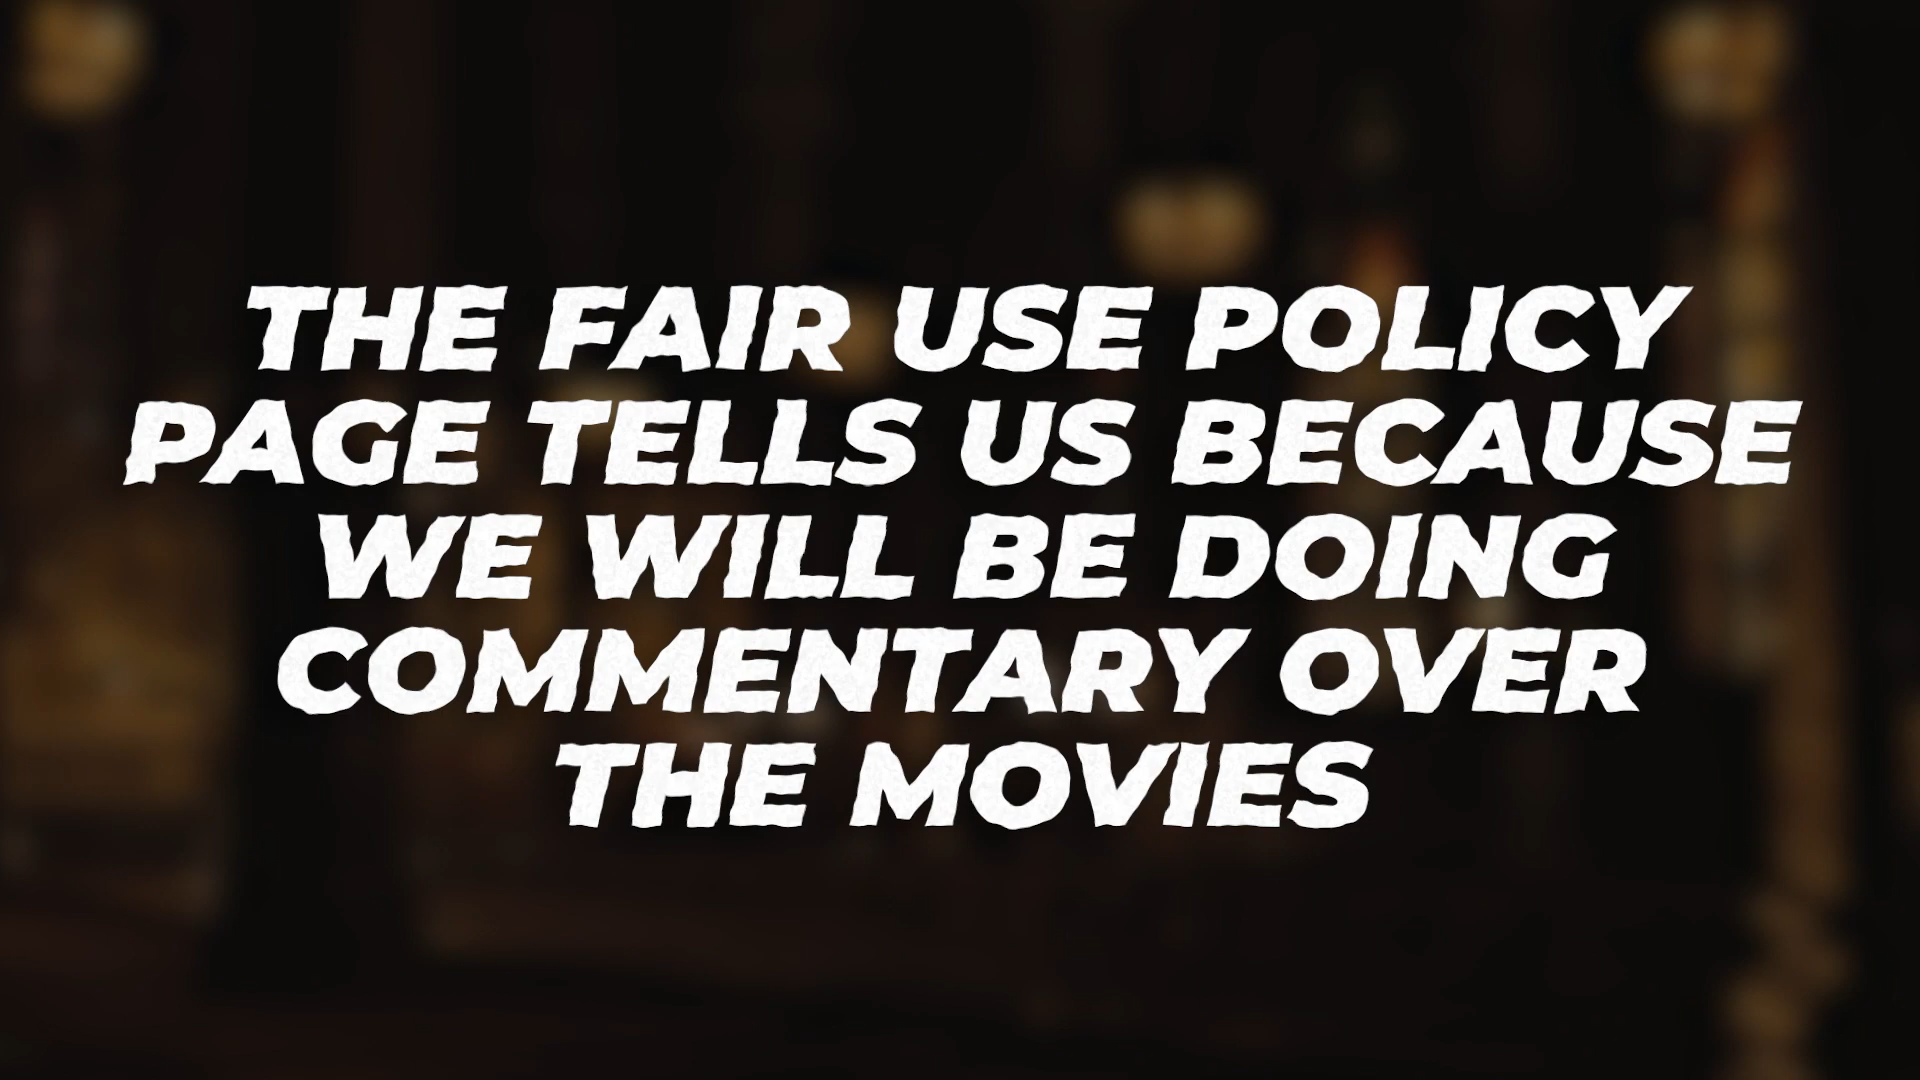 THE FAIR USE POLICY
PAGE TELLS US BECAUSE
WE WILL BE DOING
COMMENTARY OVER
THE MOVIES